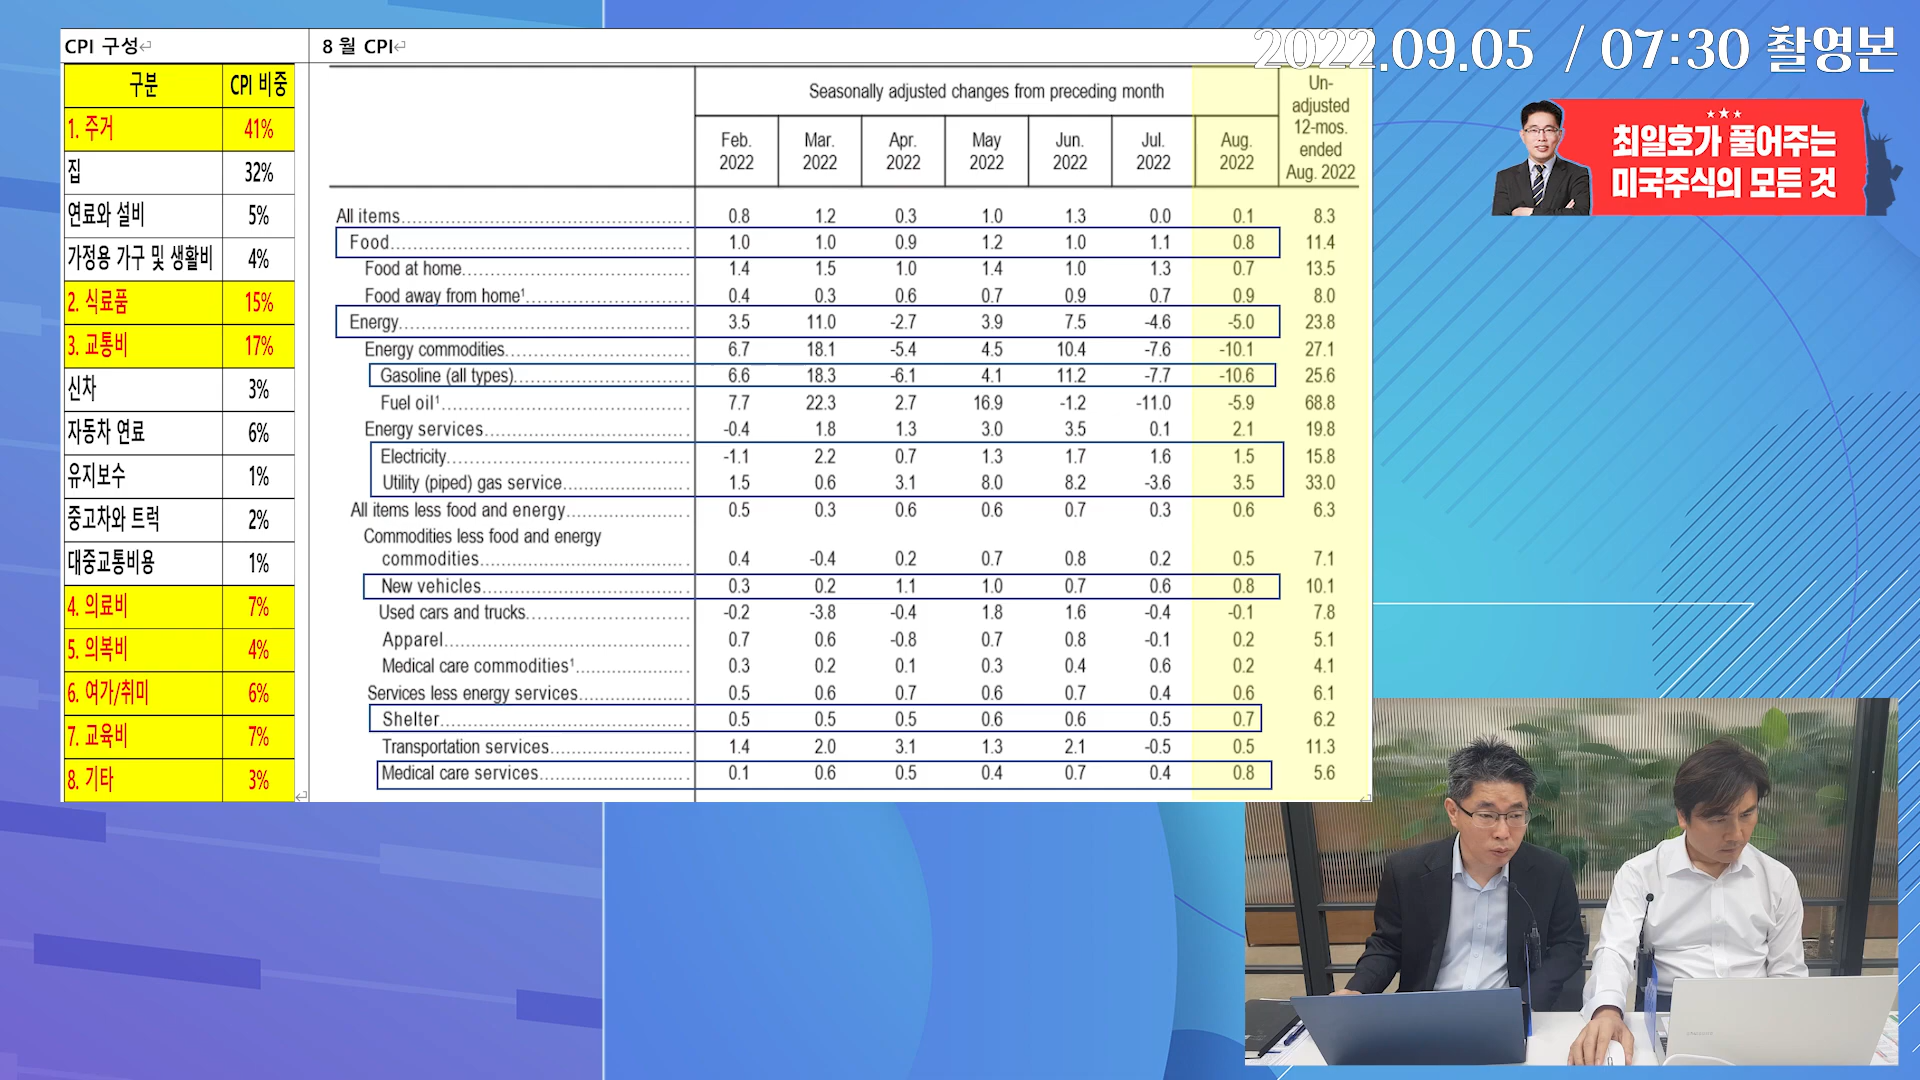 2022.09.05 / 07:30 촬영본
★★★
최일호가 풀어주는
미국주식의 모든 것
CPI 구성↵
구분 CPI 비중
1. 주거 41%
집 32%
연료와 설비 5%
가정용 가구 및 생활비 4%
2. 식료품 15%
3. 교통비 17%
신차 3%
자동차 연료 6%
유지보수 1%
중고차와 트럭 2%
대중교통비용 1%
4. 의료비 7%
5. 의복비 4%
6. 여가/취미 6%
7. 교육비 7%
8. 기타 3%
8 월 CPI↵
Seasonally adjusted changes from preceding month
Un-
adjusted
12-mos.
ended
Aug. 2022
Feb. 2022 Mar. 2022 Apr. 2022 May 2022 Jun. 2022 Jul. 2022 Aug. 2022
All items 0.8 1.2 0.3 1.0 1.3 0.0 0.1 8.3
Food 1.0 1.0 0.9 1.2 1.0 1.1 0.8 11.4
Food at home 1.4 1.5 1.0 1.4 1.0 1.3 0.7 13.5
Food away from home¹ 0.4 0.3 0.6 0.7 0.9 0.7 0.9 8.0
Energy 3.5 11.0 -2.7 3.9 7.5 -4.6 -5.0 23.8
Energy commodities 6.7 18.1 -5.4 4.5 10.4 -7.6 -10.1 27.1
Gasoline (all types) 6.6 18.3 -6.1 4.1 11.2 -7.7 -10.6 25.6
Fuel oil¹ 7.7 22.3 2.7 16.9 -1.2 -11.0 -5.9 68.8
Energy services -0.4 1.8 1.3 3.0 3.5 0.1 2.1 19.8
Electricity -1.1 2.2 0.7 1.3 1.7 1.6 1.5 15.8
Utility (piped) gas service 1.5 0.6 3.1 8.0 8.2 -3.6 3.5 33.0
All items less food and energy 0.5 0.3 0.6 0.6 0.7 0.3 0.6 6.3
Commodities less food and energy
commodities 0.4 -0.4 0.2 0.7 0.8 0.2 0.5 7.1
New vehicles 0.3 0.2 1.1 1.0 0.7 0.6 0.8 10.1
Used cars and trucks -0.2 -3.8 -0.4 1.8 1.6 -0.4 -0.1 7.8
Apparel 0.7 0.6 -0.8 0.7 0.8 -0.1 0.2 5.1
Medical care commodities¹ 0.3 0.2 0.1 0.3 0.4 0.6 0.2 4.1
Services less energy services 0.5 0.6 0.7 0.6 0.7 0.4 0.6 6.1
Shelter 0.5 0.5 0.5 0.6 0.6 0.5 0.7 6.2
Transportation services 1.4 2.0 3.1 1.3 2.1 -0.5 0.5 11.3
Medical care services 0.1 0.6 0.5 0.4 0.7 0.4 0.8 5.6